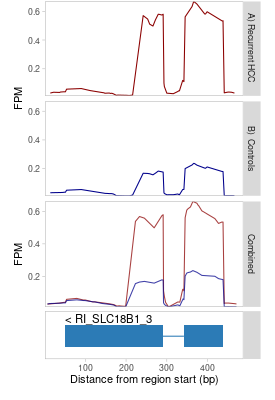 0.6
0.4
0.2
FPM
A) Recurrent HCC
0.6
0.4
0.2
B) Controls
0.6
0.4
0.2
FPM
Combined
< RI_SLC18B1_3
100 200 300 400
Distance from region start (bp)